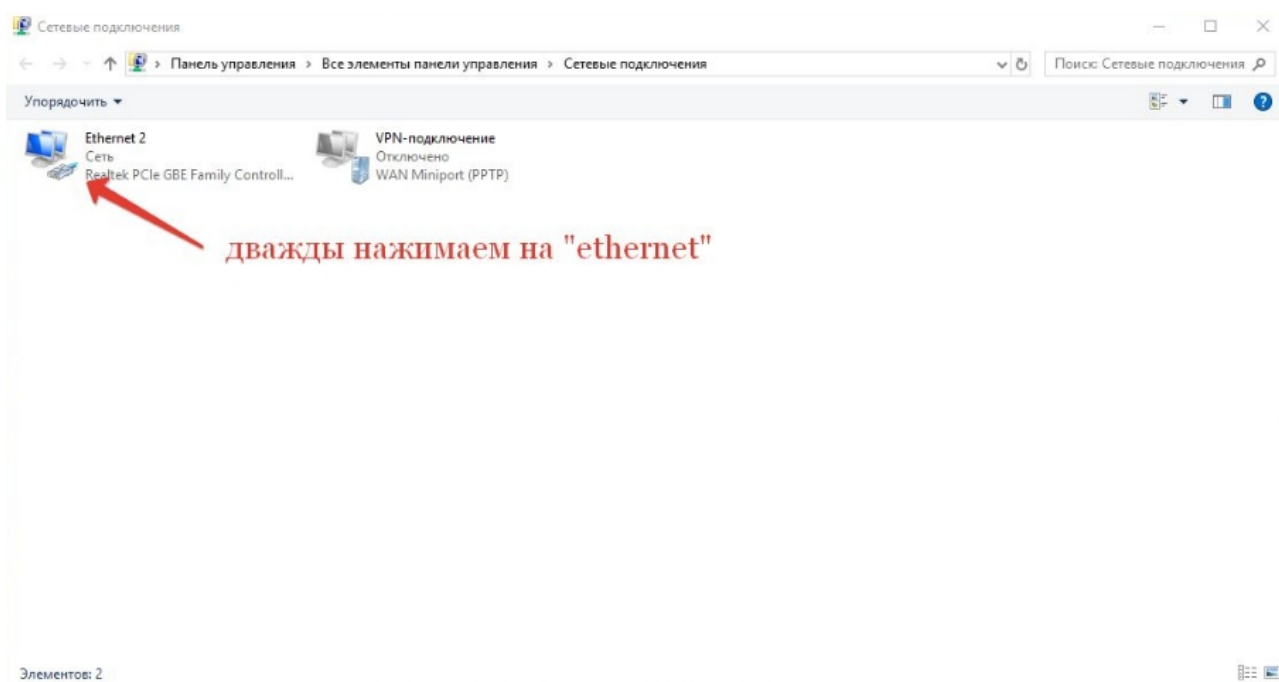 Сетевые подключения
Панель управления › Все элементы панели управления › Сетевые подключения
Поиск: Сетевые подключения
Упорядочить
Ethernet 2
Сеть
Realtek PCIe GBE Family Controll...
VPN-подключение
Отключено
WAN Miniport (PPTP)
дважды нажимаем на "ethernet"
Элементов: 2